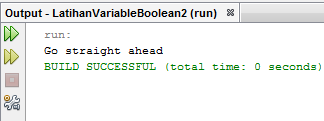 Output - LatihanVariableBoolean2 (run)
run:
Go straight ahead
BUILD SUCCESSFUL (total time: 0 seconds)